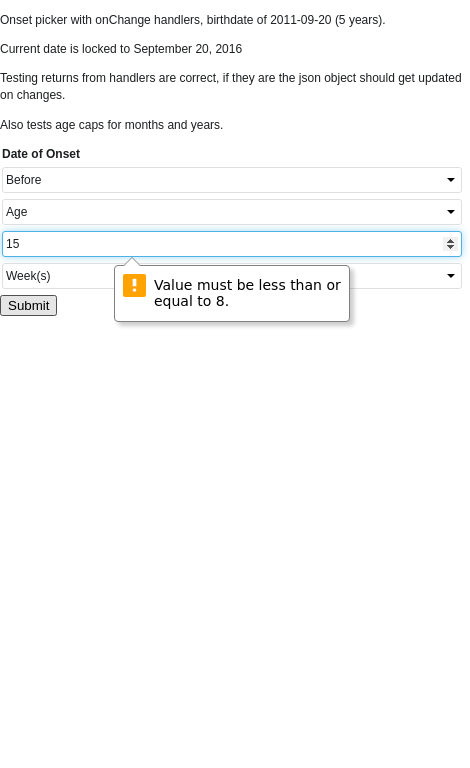 Onset picker with onChange handlers, birthdate of 2011-09-20 (5 years).
Current date is locked to September 20, 2016
Testing returns from handlers are correct, if they are the json object should get updated
on changes.
Also tests age caps for months and years.
Date of Onset
Before
Age
15
Week(s)
Value must be less than or
equal to 8.
Submit